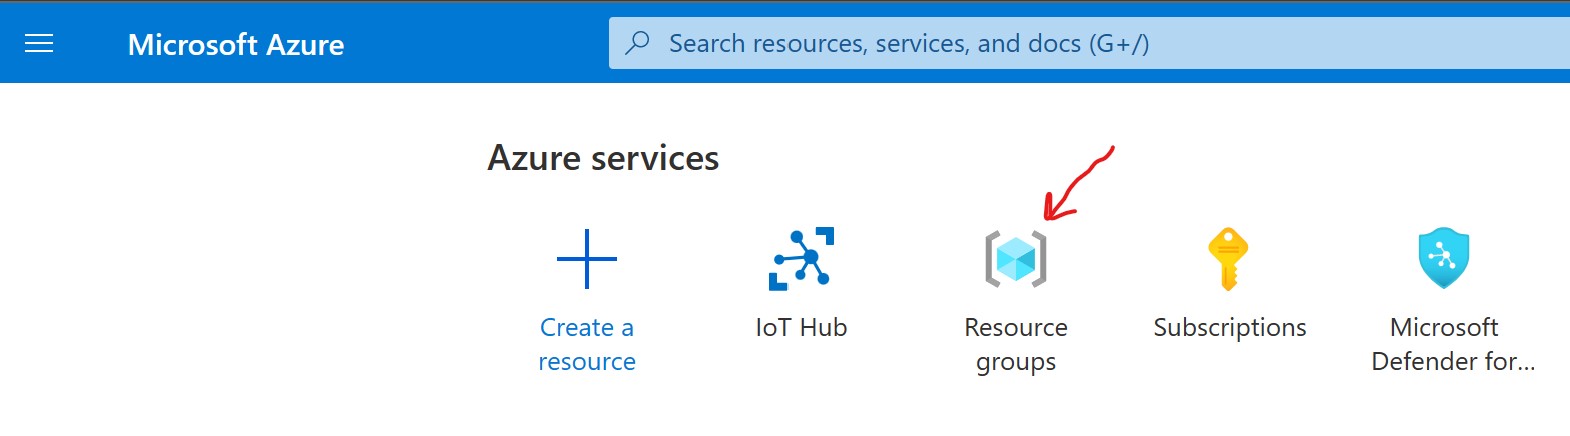 Microsoft Azure
Search resources, services, and docs (G+/)
Azure services
Create a
resource
IoT Hub
Resource
groups
Subscriptions
Microsoft
Defender for...